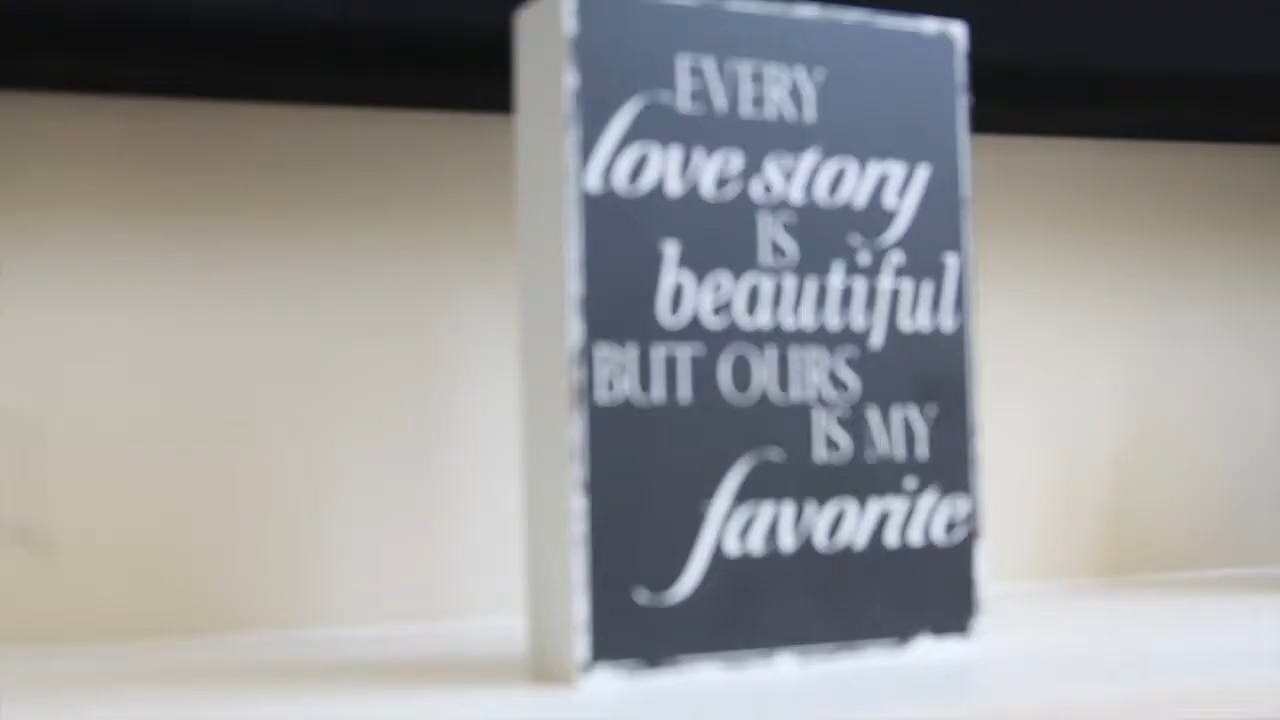 EVERY
love story
IS
beautiful
BUT OURS
IS MY
favorite